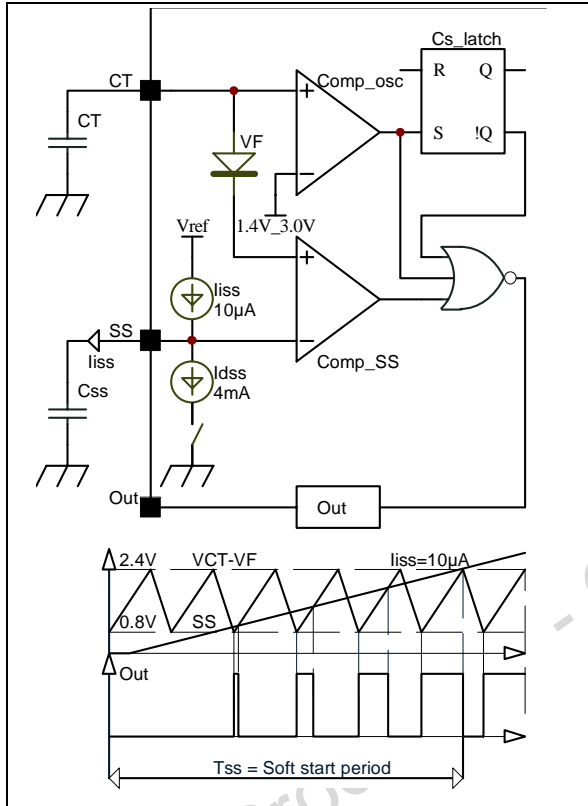 Cs_latch
CT
Comp_osc
R Q
CT
S !Q
VF
Vref
1.4V_3.0V
Iiss
10µA
SS
Iiss
Comp_SS
Css
Idss
4mA
Out
Out
2.4V VCT-VF Iiss=10µA
0.8V SS
Out
Tss = Soft start period